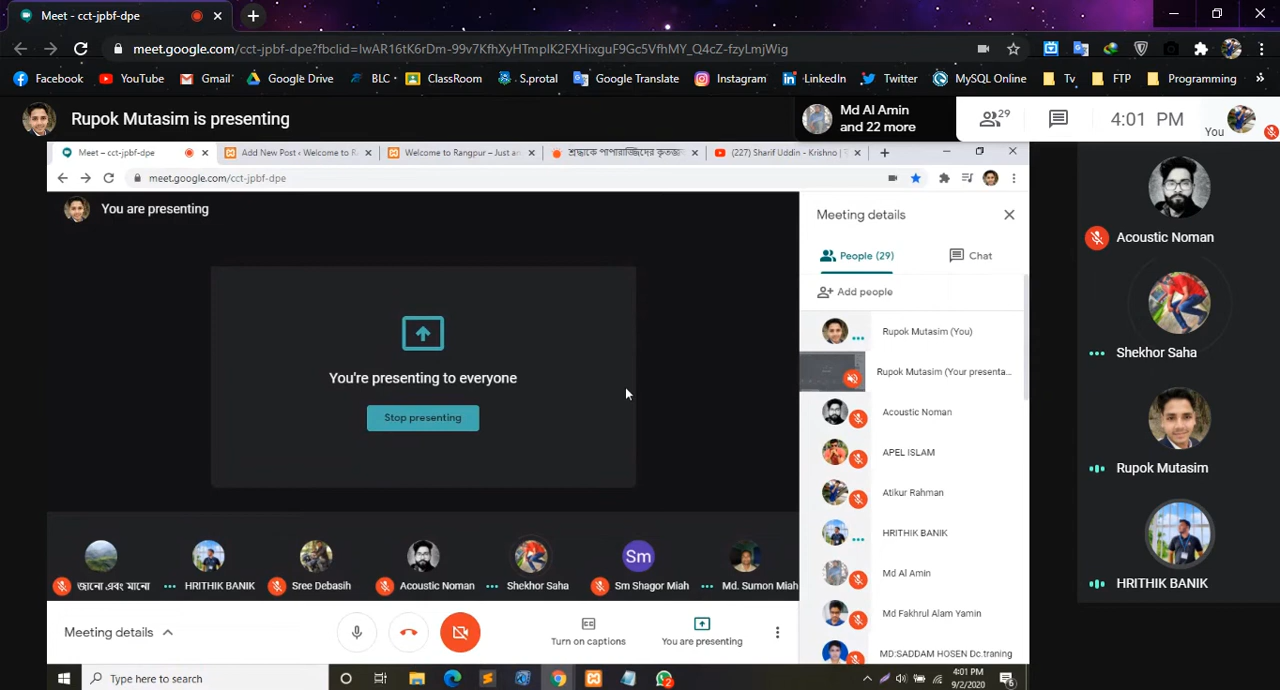 Meet - cct-jpbf-dpe
meet.google.com/cct-jpbf-dpe?fbclid=IwAR16tK6rDm-99v7KfhXyHTmpIK2FXHixguF9Gc5VfhMY_Q4cZ-fzyLmjWig
Facebook YouTube Gmail Google Drive BLC ClassRoom S.protal Google Translate Instagram LinkedIn Twitter MySQL Online Tv FTP Programming »
Rupok Mutasim is presenting
Md Al Amin
and 22 more
29
4:01 PM
You
Meet – cct-jpbf-dpe
Add New Post ‹ Welcome to R
Welcome to Rangpur – Just an
শ্রদ্ধাকে পাপারাজ্জিদের কৃতজ্ঞ
(227) Sharif Uddin - Krishno |
meet.google.com/cct-jpbf-dpe
You are presenting
Meeting details
People (29)
Chat
Add people
You're presenting to everyone
Stop presenting
Rupok Mutasim (You)
Rupok Mutasim (Your presenta...
Acoustic Noman
APEL ISLAM
Atikur Rahman
HRITHIK BANIK
Md Al Amin
Md Fakhrul Alam Yamin
MD:SADDAM HOSEN Dc.traning
Sm
জানো এবং মানো
HRITHIK BANIK
Sree Debasih
Acoustic Noman
Shekhor Saha
Sm Shagor Miah
Md. Sumon Miah
Meeting details
Turn on captions
You are presenting
Type here to search
2
4:01 PM
9/2/2020
6
Acoustic Noman
Shekhor Saha
Rupok Mutasim
HRITHIK BANIK